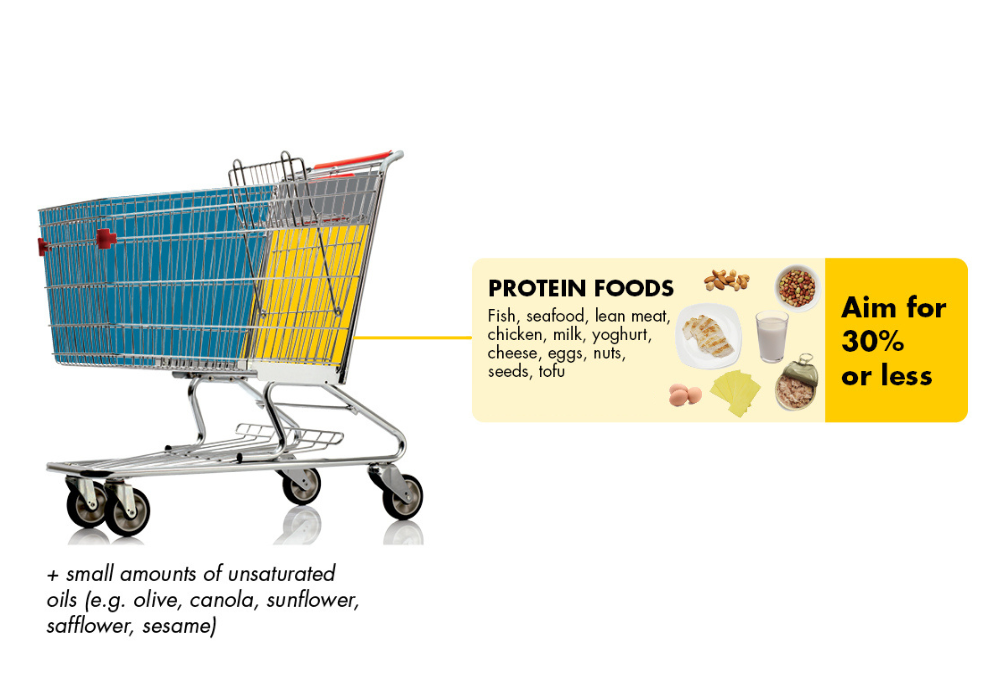 PROTEIN FOODS
Fish, seafood, lean meat,
chicken, milk, yoghurt,
cheese, eggs, nuts,
seeds, tofu
Aim for
30%
or less
+ small amounts of unsaturated
oils (e.g. olive, canola, sunflower,
safflower, sesame)